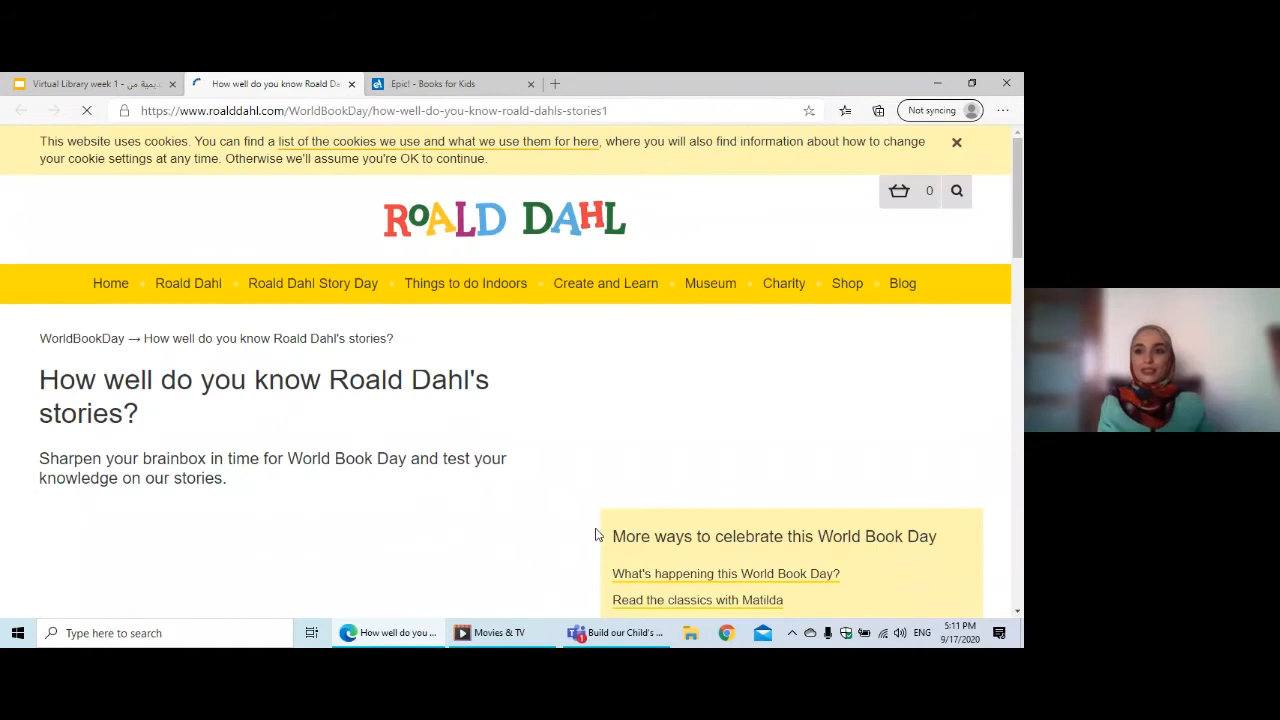 Virtual Library week 1 - ديمية من
How well do you know Roald Da
Epic! - Books for Kids
https://www.roalddahl.com/WorldBookDay/how-well-do-you-know-roald-dahls-stories1
Not syncing
This website uses cookies. You can find a list of the cookies we use and what we use them for here, where you will also find information about how to change
your cookie settings at any time. Otherwise we'll assume you're OK to continue.
0
ROALD DAHL
Home Roald Dahl Roald Dahl Story Day Things to do Indoors Create and Learn Museum Charity Shop Blog
WorldBookDay → How well do you know Roald Dahl's stories?
How well do you know Roald Dahl's
stories?
Sharpen your brainbox in time for World Book Day and test your
knowledge on our stories.
More ways to celebrate this World Book Day
What's happening this World Book Day?
Read the classics with Matilda
Type here to search
How well do you ...
Movies & TV
1
Build our Child's ...
ENG
5:11 PM
9/17/2020